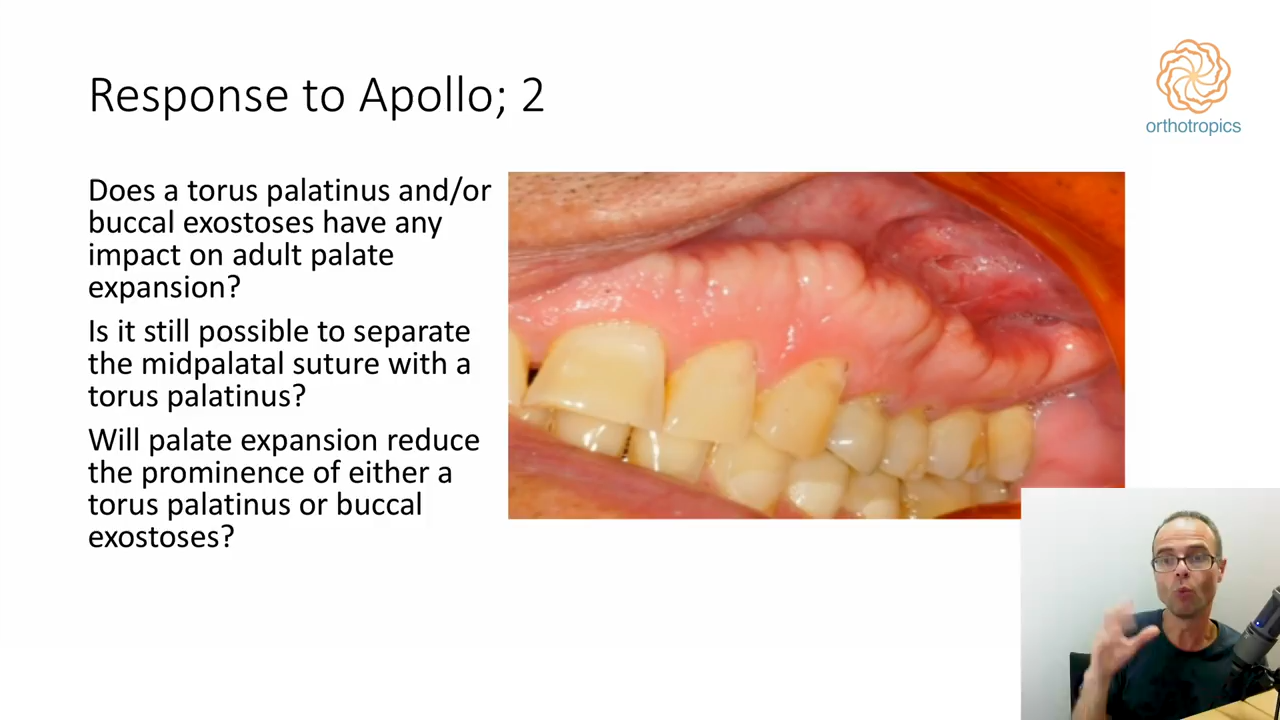 Response to Apollo; 2
orthotropics
Does a torus palatinus and/or
buccal exostoses have any
impact on adult palate
expansion?
Is it still possible to separate
the midpalatal suture with a
torus palatinus?
Will palate expansion reduce
the prominence of either a
torus palatinus or buccal
exostoses?